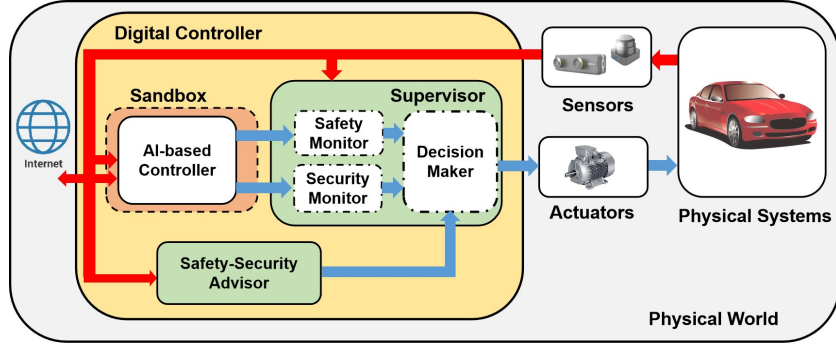 Digital Controller
Sandbox
Supervisor
Sensors
Internet
AI-based
Controller
Safety
Monitor
Security
Monitor
Decision
Maker
Actuators
Physical Systems
Safety-Security
Advisor
Physical World